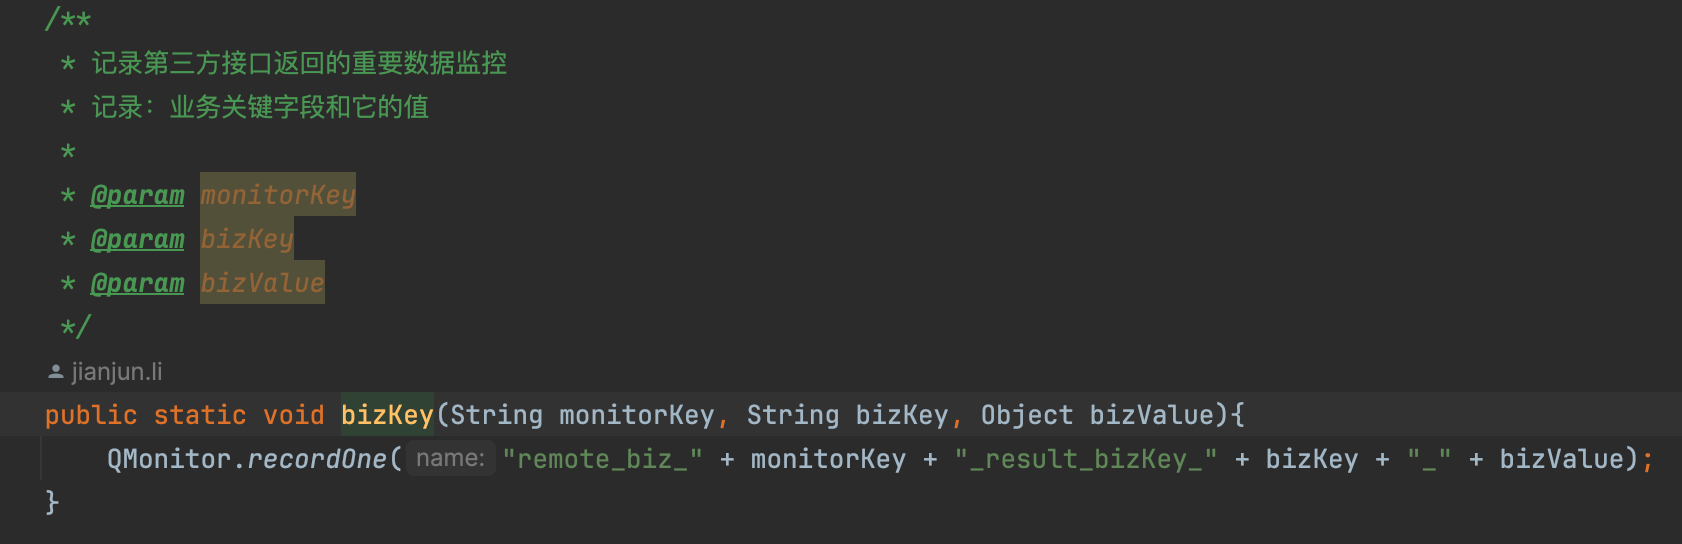 /**
 * 记录第三方接口返回的重要数据监控
 * 记录：业务关键字段和它的值
 *
 * @param monitorKey
 * @param bizKey
 * @param bizValue
 */
jianjun.li
public static void bizKey(String monitorKey, String bizKey, Object bizValue){
    QMonitor.recordOne( name: "remote_biz_" + monitorKey + "_result_bizKey_" + bizKey + "_" + bizValue);
}